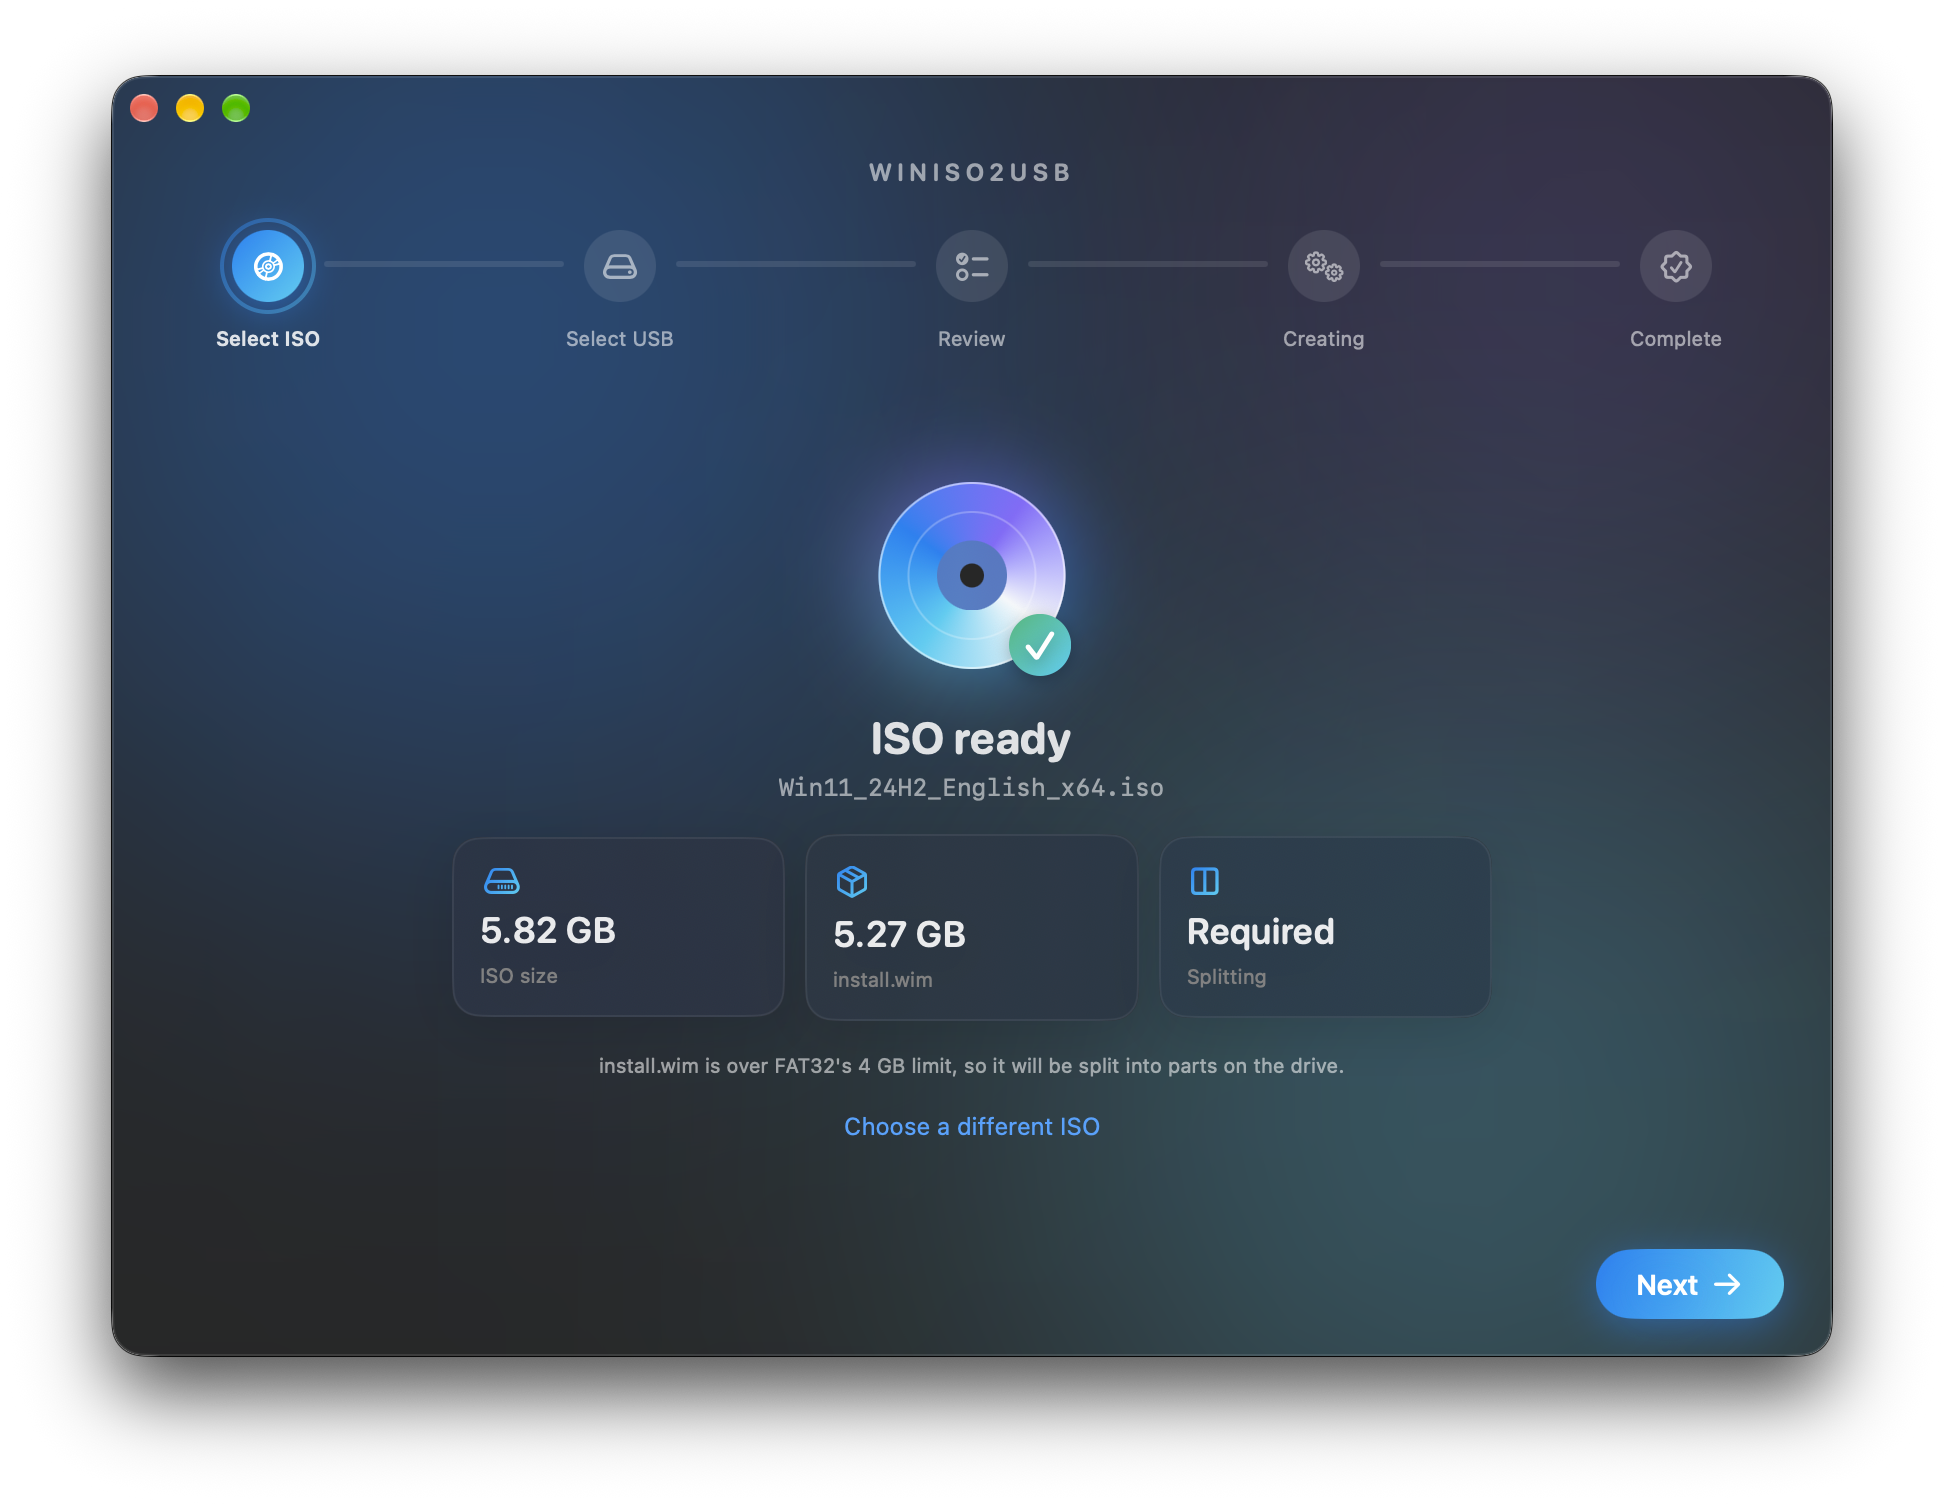 WINISO2USB
Select ISO
Select USB
Review
Creating
Complete
ISO ready
Win11_24H2_English_x64.iso
5.82 GB
ISO size
5.27 GB
install.wim
Required
Splitting
install.wim is over FAT32's 4 GB limit, so it will be split into parts on the drive.
Choose a different ISO
Next